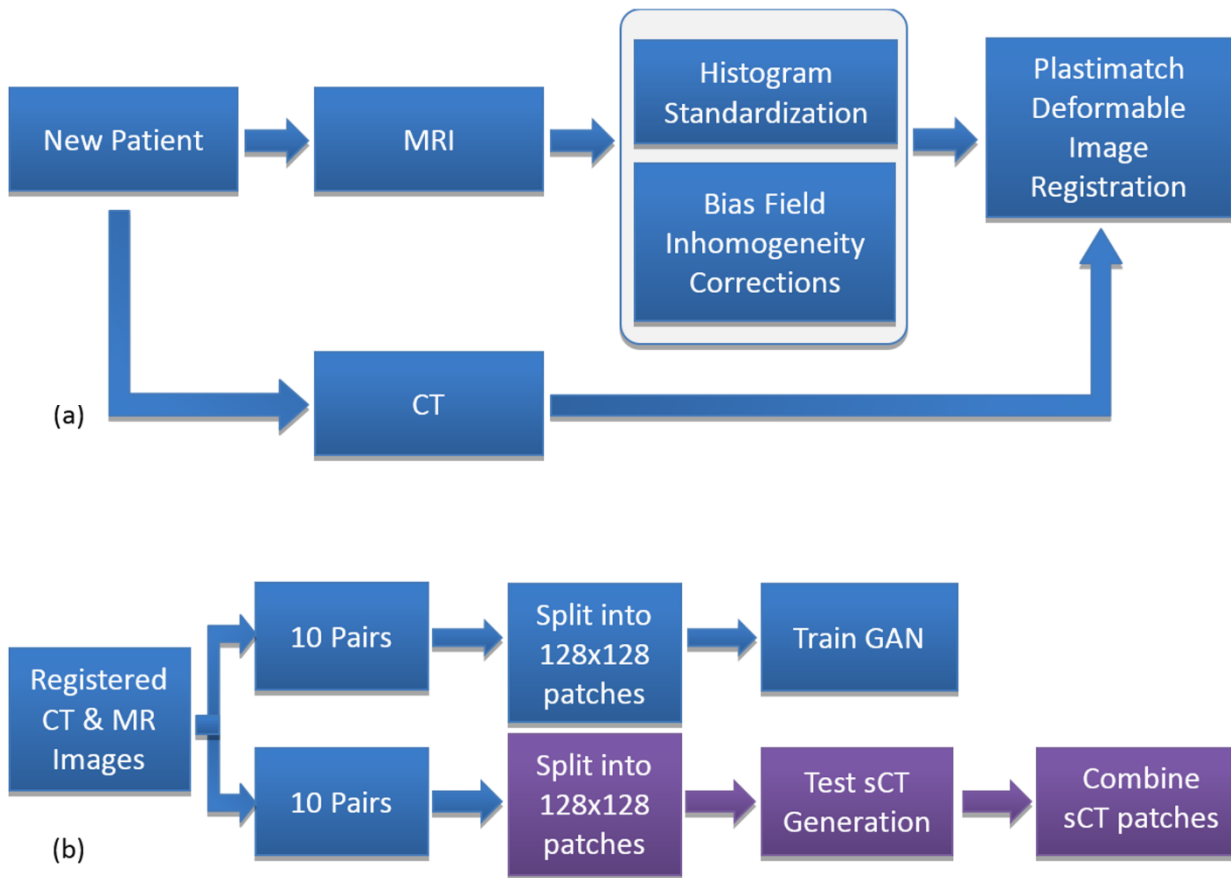 New Patient
MRI
Histogram
Standardization
Bias Field
Inhomogeneity
Corrections
Plastimatch
Deformable
Image
Registration
CT
(a)
Registered
CT & MR
Images
10 Pairs
Split into
128x128
patches
Train GAN
10 Pairs
Split into
128x128
patches
Test sCT
Generation
Combine
sCT patches
(b)